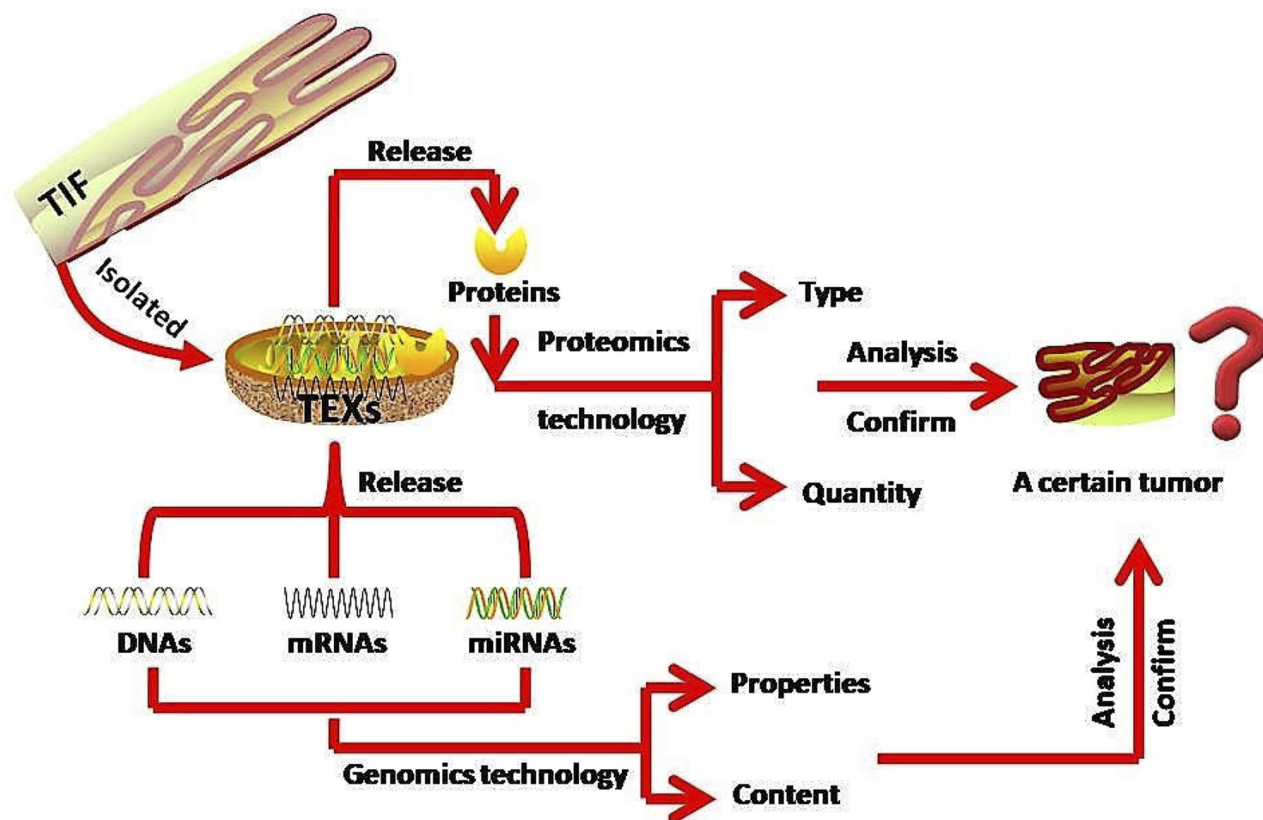 TIF
Isolated
Release
Proteins
TEXs
Proteomics
technology
Type
Quantity
Analysis
Confirm
A certain tumor
Release
DNAs
mRNAs
miRNAs
Genomics technology
Properties
Content
Analysis
Confirm